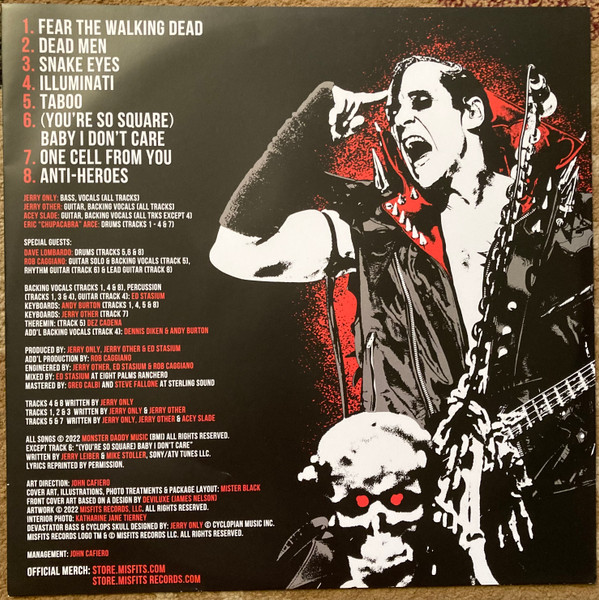 1. FEAR THE WALKING DEAD
2. DEAD MEN
3. SNAKE EYES
4. ILLUMINATI
5. TABOO
6. (YOU'RE SO SQUARE)
BABY I DON'T CARE
7. ONE CELL FROM YOU
8. ANTI-HEROES
JERRY ONLY: BASS, VOCALS (ALL TRACKS)
JERRY OTHER: GUITAR, BACKING VOCALS (ALL TRACKS)
ACEY SLADE: GUITAR, BACKING VOCALS (ALL TRKS EXCEPT 4)
ERIC "CHUPACABRA" ARCE: DRUMS (TRACKS 1 - 4 & 7)
SPECIAL GUESTS:
DAVE LOMBARDO: DRUMS (TRACKS 5,6 & 8)
ROB CAGGIANO: GUITAR SOLO & BACKING VOCALS (TRACK 5),
RHYTHM GUITAR (TRACK 6) & LEAD GUITAR (TRACK 8)
BACKING VOCALS (TRACKS 1, 4 & 8), PERCUSSION
(TRACKS 1, 3 & 4), GUITAR (TRACK 4): ED STASIUM
KEYBOARDS: ANDY BURTON (TRACKS 1, 4, 5 & 8)
KEYBOARDS: JERRY OTHER (TRACK 7)
THEREMIN: (TRACK 5) DEZ CADENA
ADD'L BACKING VOCALS (TRACK 4): DENNIS DIKEN & ANDY BURTON
PRODUCED BY: JERRY ONLY, JERRY OTHER & ED STASIUM
ADD'L PRODUCTION BY: ROB CAGGIANO
ENGINEERED BY: JERRY OTHER, ED STASIUM & ROB CAGGIANO
MIXED BY: ED STASIUM AT EIGHT PALMS RANCHERO
MASTERED BY: GREG CALBI AND STEVE FALLONE AT STERLING SOUND
TRACKS 4 & 8 WRITTEN BY JERRY ONLY
TRACKS 1, 2 & 3 WRITTEN BY JERRY ONLY & JERRY OTHER
TRACKS 5 & 7 WRITTEN BY JERRY ONLY, JERRY OTHER & ACEY SLADE
ALL SONGS © 2022 MONSTER DADDY MUSIC (BMI) ALL RIGHTS RESERVED.
EXCEPT TRACK 6: "(YOU'RE SO SQUARE) BABY I DON'T CARE"
WRITTEN BY JERRY LEIBER & MIKE STOLLER, SONY/ATV TUNES LLC.
LYRICS REPRINTED BY PERMISSION.
ART DIRECTION: JOHN CAFIERO
COVER ART, ILLUSTRATIONS, PHOTO TREATMENTS & PACKAGE LAYOUT: MISTER BLACK
FRONT COVER ART BASED ON A DESIGN BY DEVILUXE (JAMES NELSON)
ARTWORK © 2022 MISFITS RECORDS, LLC. ALL RIGHTS RESERVED.
INTERIOR PHOTO: KATHARINE JANE TIERNEY
DEVASTATOR BASS & CYCLOPS SKULL DESIGNED BY: JERRY ONLY © CYCLOPIAN MUSIC INC.
MISFITS RECORDS LOGO TM & © MISFITS RECORDS LLC. ALL RIGHTS RESERVED.
MANAGEMENT: JOHN CAFIERO
OFFICIAL MERCH: STORE.MISFITS.COM
STORE.MISFITS RECORDS.COM